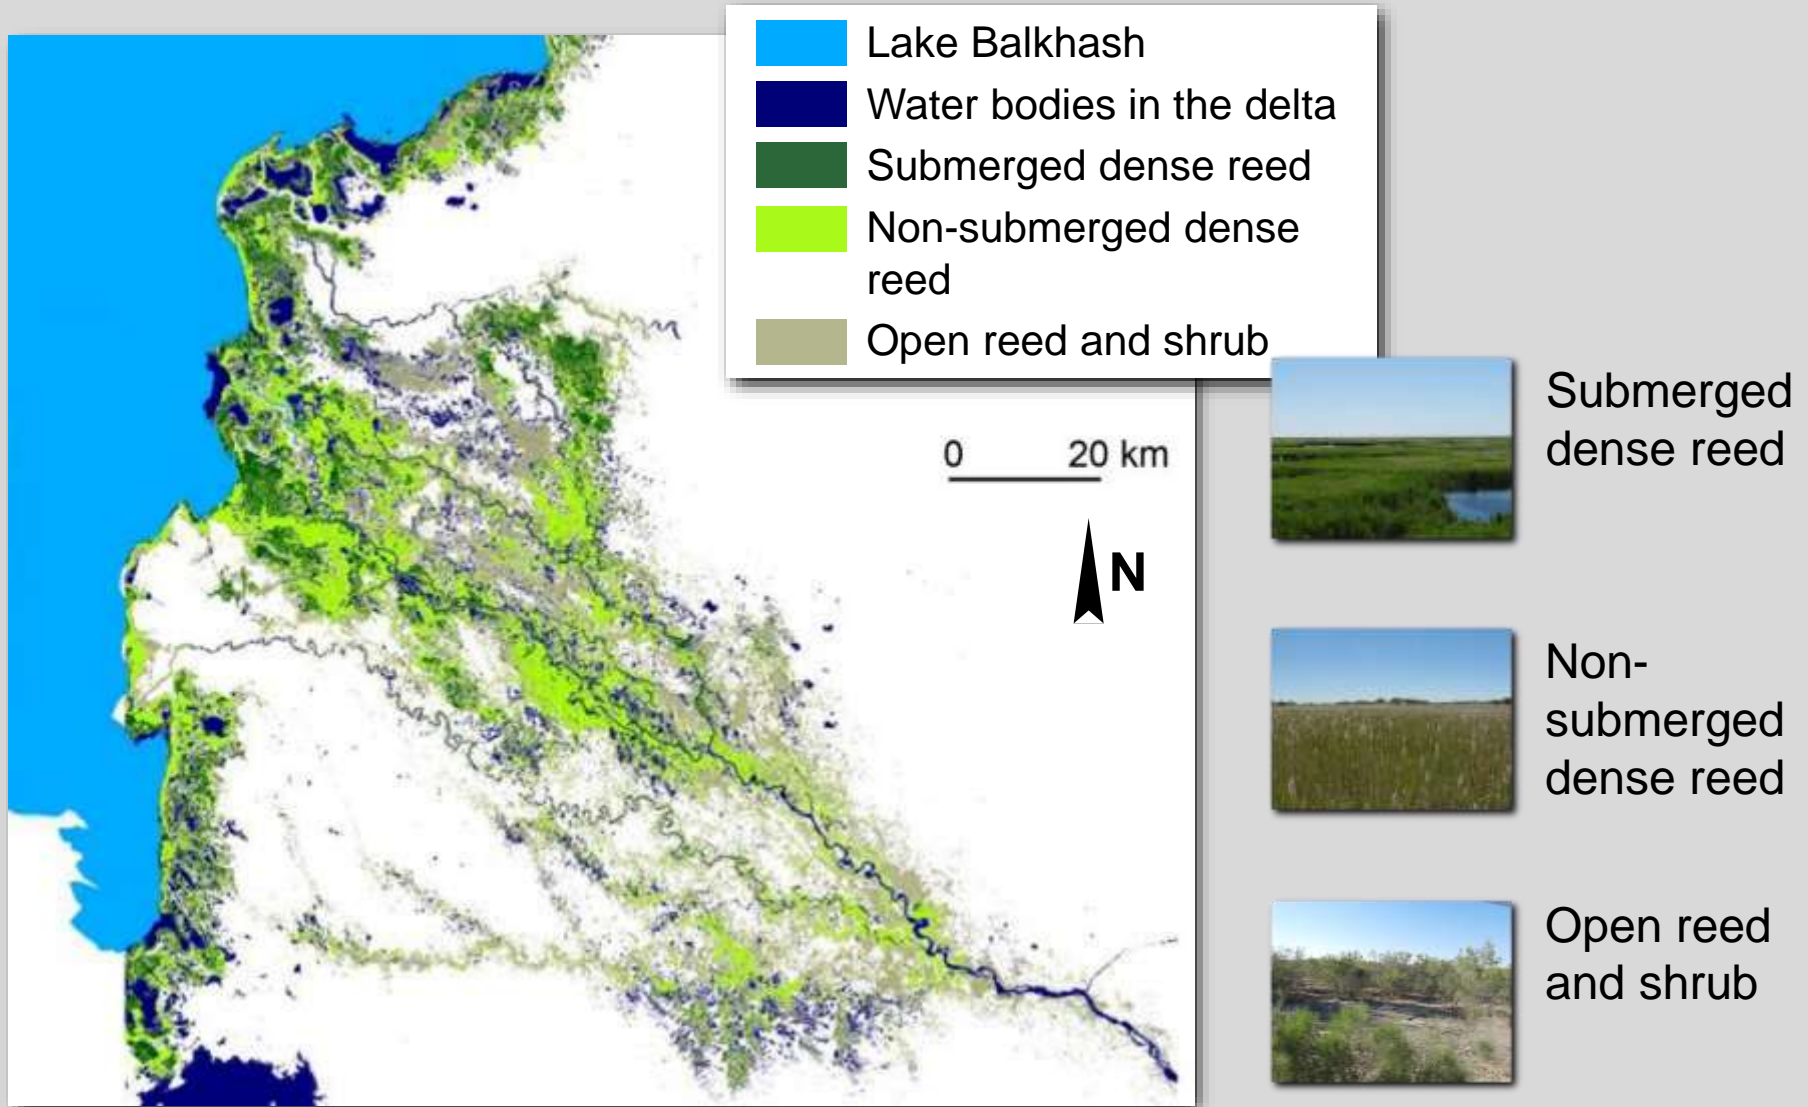 Lake Balkhash
Water bodies in the delta
Submerged dense reed
Non-submerged dense
reed
Open reed and shrub
0 20 km
N
Submerged
dense reed
Non-
submerged
dense reed
Open reed
and shrub